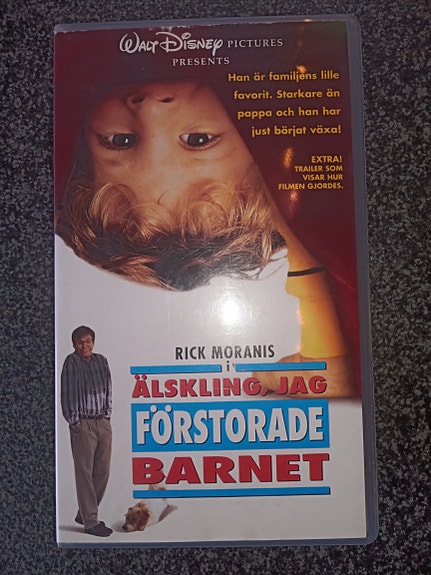 WALT DISNEY PICTURES
PRESENTS
Han är familjens lille
favorit. Starkare än
pappa och han har
just börjat växa!
EXTRA!
TRAILER SOM
VISAR HUR
FILMEN GJORDES.
RICK MORANIS
i
ÄLSKLING, JAG
FÖRSTORADE
BARNET